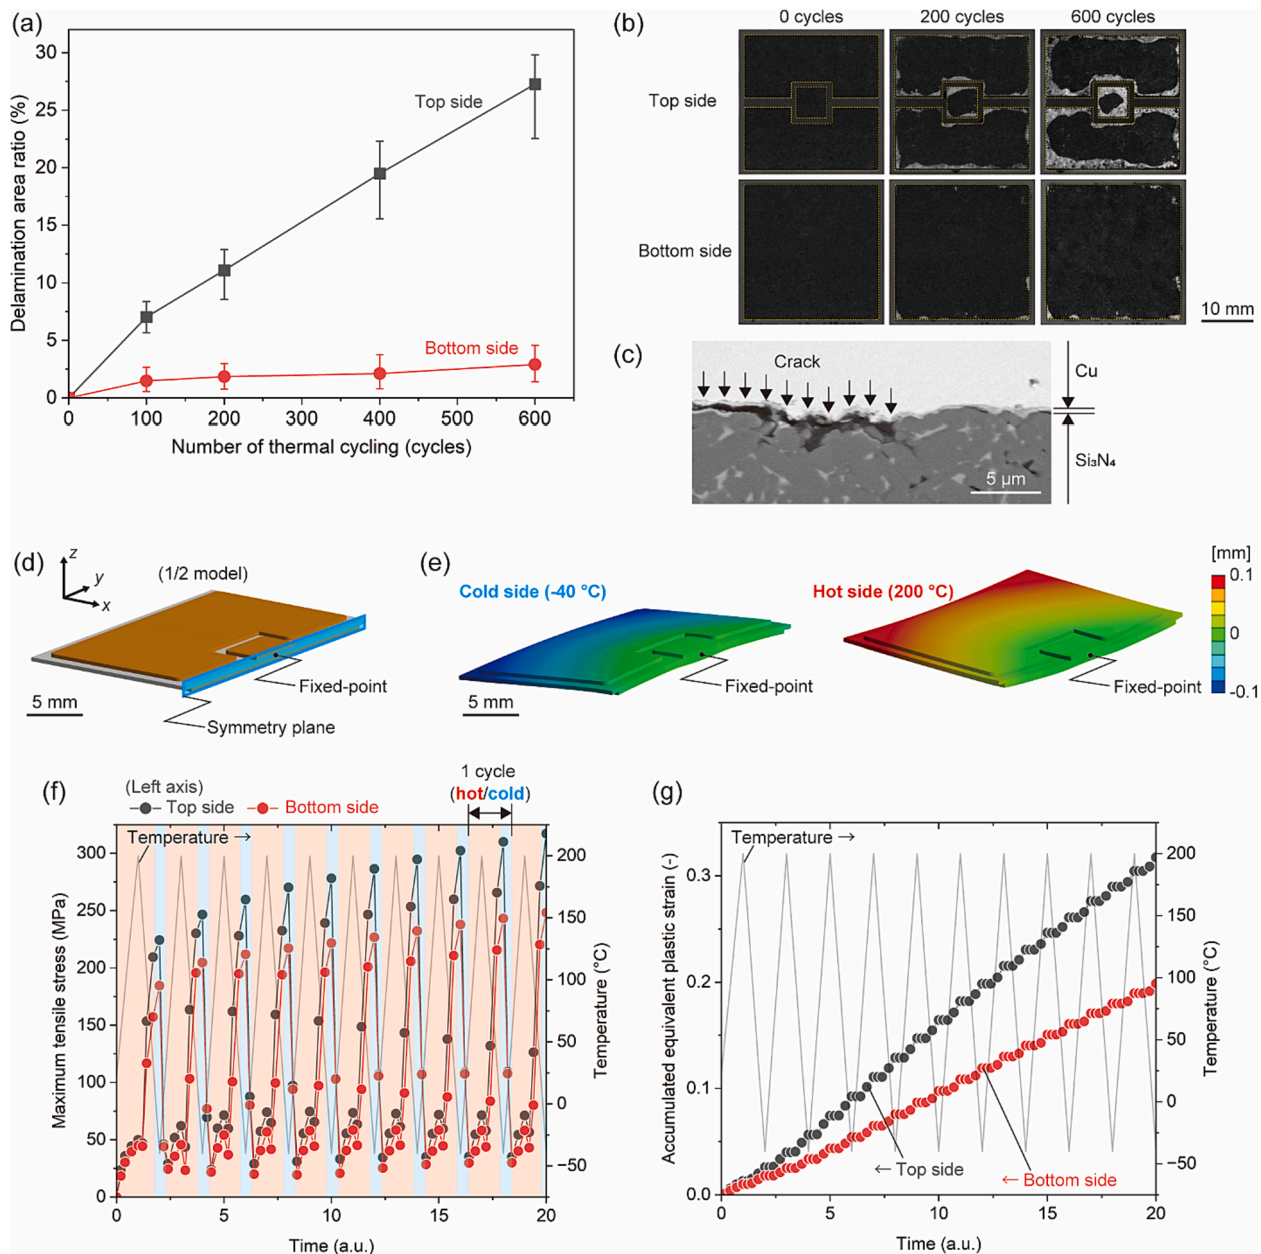 (a)
Delamination area ratio (%)
30
25
20
15
10
5
0
0 100 200 300 400 500 600
Number of thermal cycling (cycles)
Top side
Bottom side
(b)
0 cycles 200 cycles 600 cycles
Top side
Bottom side
10 mm
(c)
Crack
Cu
Si₃N₄
5 µm
(d)
z
y
x
(1/2 model)
Fixed-point
5 mm
Symmetry plane
(e)
Cold side (-40 °C)
Fixed-point
5 mm
Hot side (200 °C)
Fixed-point
[mm]
0.1
0
-0.1
(f)
(Left axis)
Top side Bottom side
1 cycle
(hot/cold)
Temperature →
Maximum tensile stress (MPa)
300
250
200
150
100
50
0
0 5 10 15 20
Time (a.u.)
200
150
100
50
0
−50
Temperature (°C)
(g)
Temperature →
Accumulated equivalent plastic strain (-)
0.3
0.2
0.1
0.0
0 5 10 15 20
Time (a.u.)
200
150
100
50
0
−50
Temperature (°C)
← Top side
← Bottom side